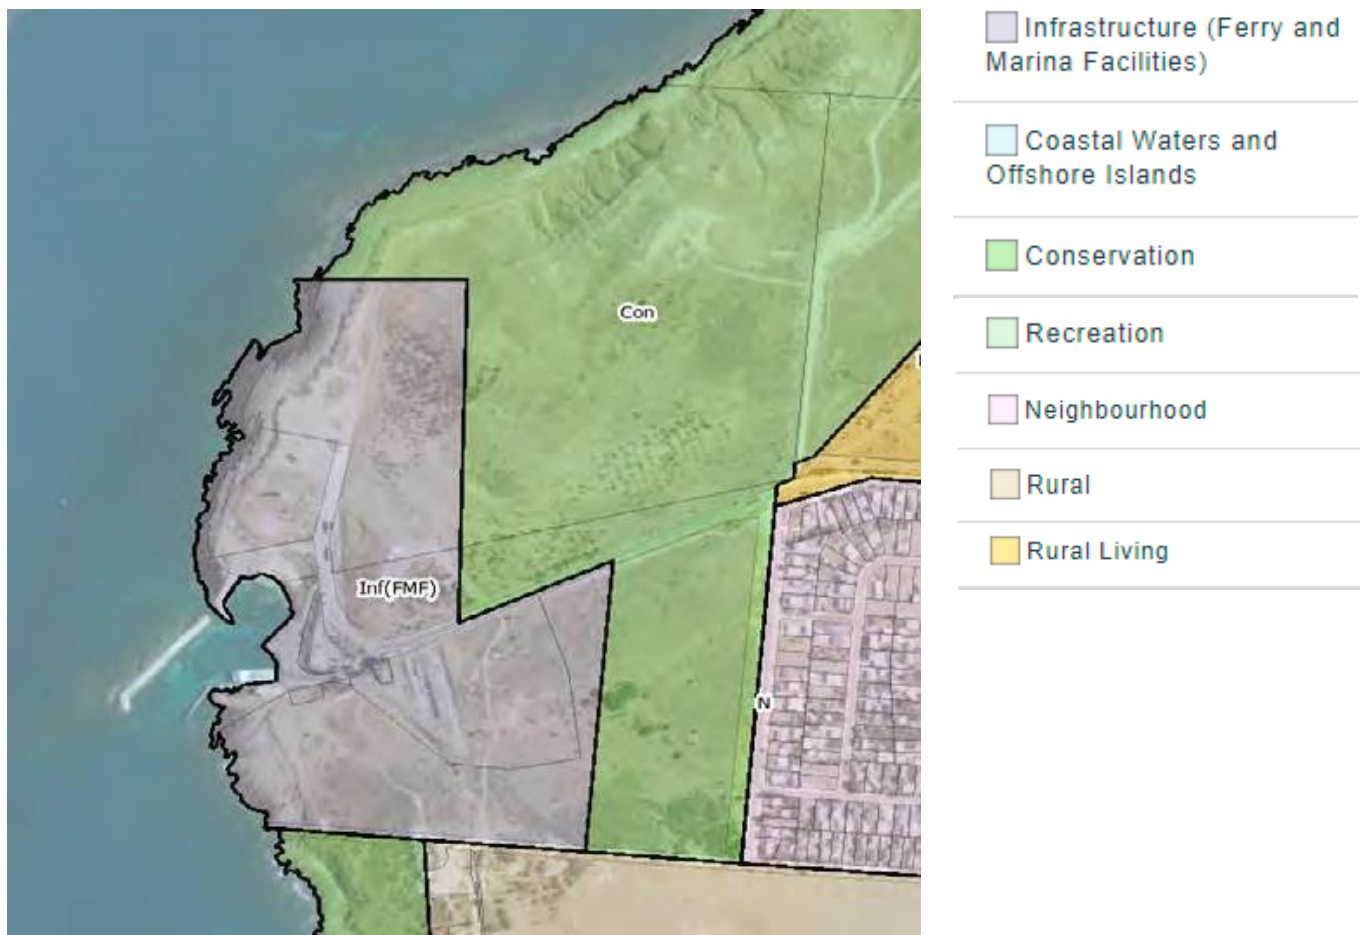 Con
Inf(FMF)
N
Infrastructure (Ferry and
Marina Facilities)
Coastal Waters and
Offshore Islands
Conservation
Recreation
Neighbourhood
Rural
Rural Living